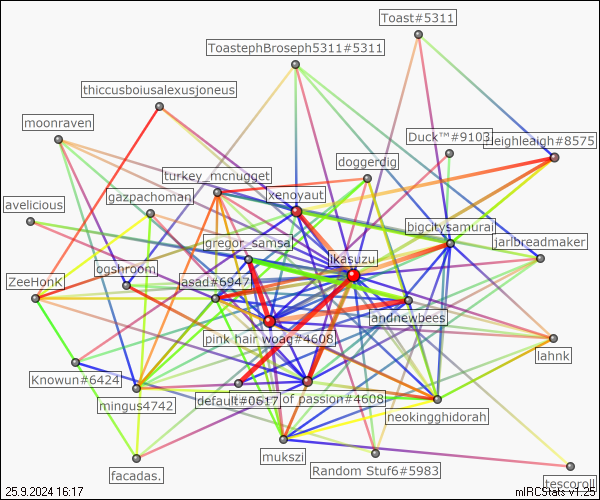 Toast#5311
ToastephBroseph5311#5311
thiccusboiusalexusjoneus
moonraven
Duck™#9103
leighleigh#8575
doggerdig
turkey_mcnugget
xenoyaut
gazpachoman
avelicious
bigcitysamurai
gregor_samsa
jarlbreadmaker
ikasuzu
ogshroom
asad#6947
ZeeHonK
andnewbees
pink hair woag#4608
lahnk
Knowun#6424
default#0617
of passion#4608
mingus4742
neokingghidorah
mukszi
Random Stuf6#5983
facadas.
tescoroll
25.9.2024 16:17
mIRCStats v1.25